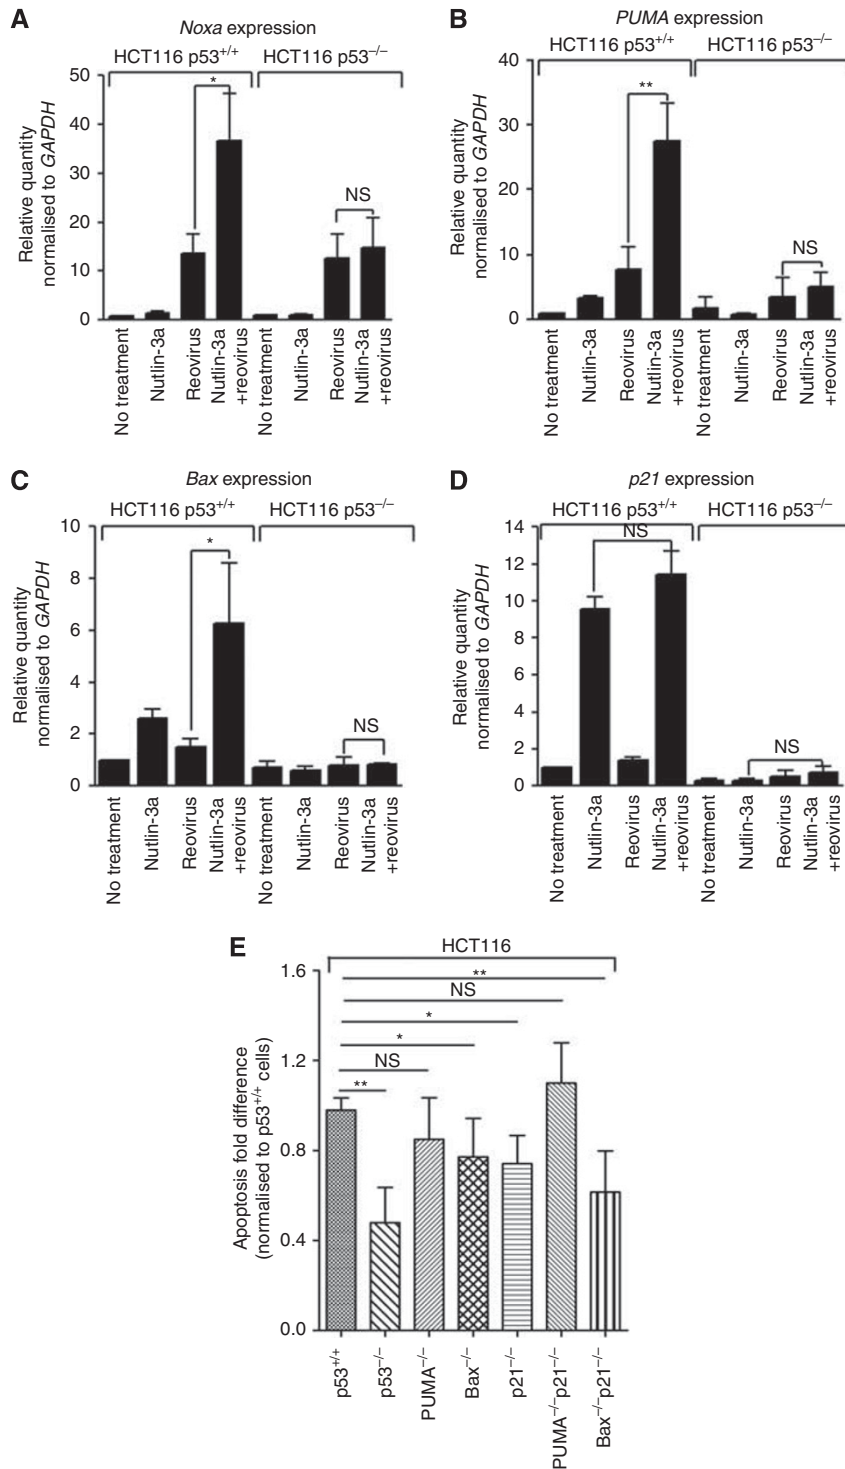 A
Noxa expression
HCT116 p53+/+
HCT116 p53−/−
Relative quantity
normalised to GAPDH
50
40
30
20
10
0
*
NS
No treatment
Nutlin-3a
Reovirus
Nutlin-3a
+reovirus
No treatment
Nutlin-3a
Reovirus
Nutlin-3a
+reovirus
B
PUMA expression
HCT116 p53+/+
HCT116 p53−/−
Relative quantity
normalised to GAPDH
40
30
20
10
0
**
NS
No treatment
Nutlin-3a
Reovirus
Nutlin-3a
+reovirus
No treatment
Nutlin-3a
Reovirus
Nutlin-3a
+reovirus
C
Bax expression
HCT116 p53+/+
HCT116 p53−/−
Relative quantity
normalised to GAPDH
10
8
6
4
2
0
*
NS
No treatment
Nutlin-3a
Reovirus
Nutlin-3a
+reovirus
No treatment
Nutlin-3a
Reovirus
Nutlin-3a
+reovirus
D
p21 expression
HCT116 p53+/+
HCT116 p53−/−
Relative quantity
normalised to GAPDH
14
12
10
8
6
4
2
0
NS
NS
No treatment
Nutlin-3a
Reovirus
Nutlin-3a
+reovirus
No treatment
Nutlin-3a
Reovirus
Nutlin-3a
+reovirus
E
HCT116
Apoptosis fold difference
(normalised to p53+/+ cells)
1.6
1.2
0.8
0.4
0.0
**
NS
*
*
NS
**
p53+/+
p53−/−
PUMA−/−
Bax−/−
p21−/−
PUMA−/−p21−/−
Bax−/−p21−/−